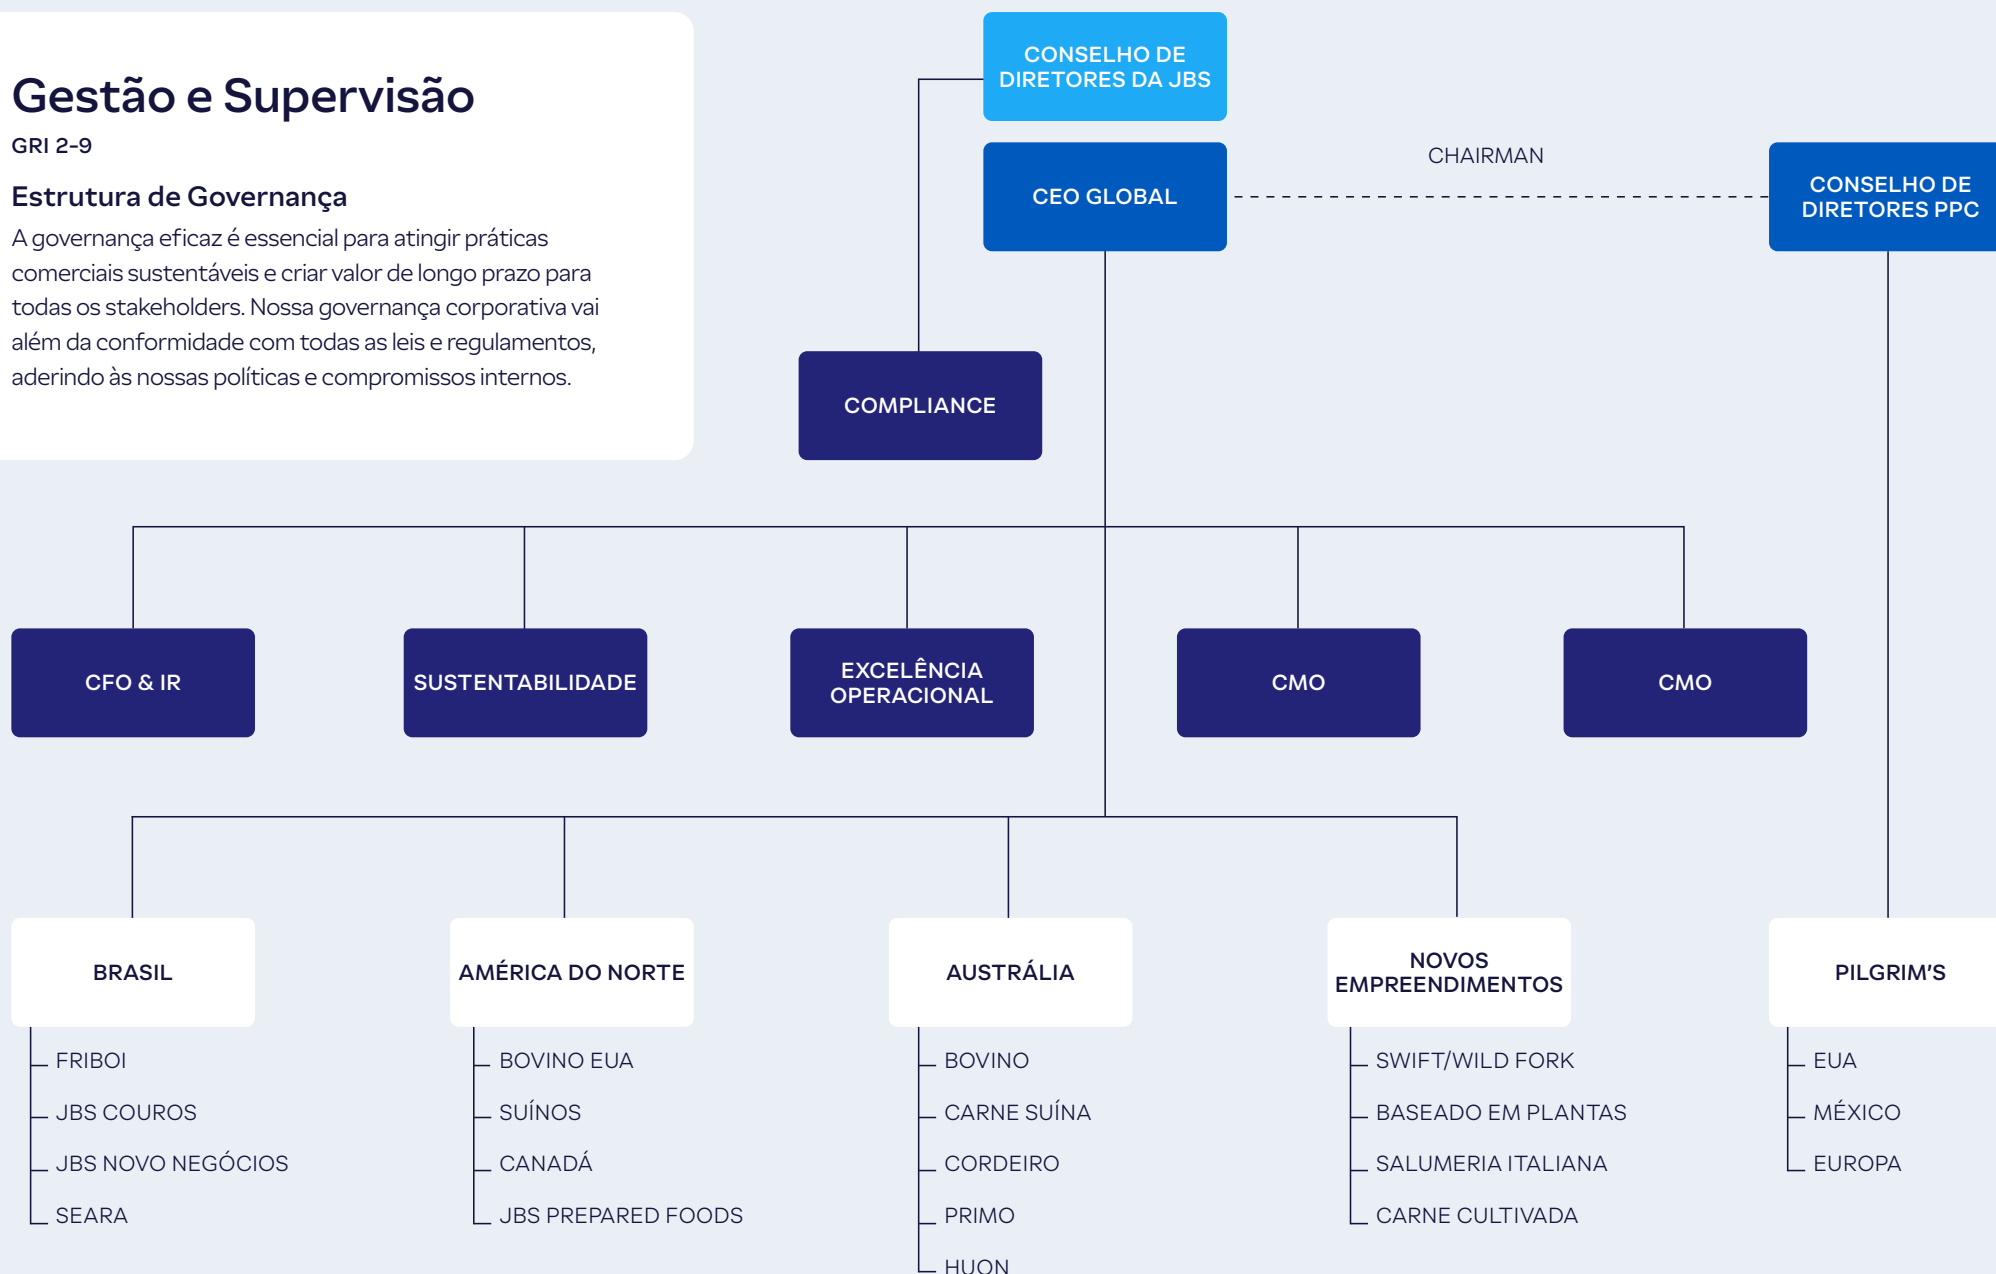 Gestão e Supervisão
GRI 2-9
Estrutura de Governança
A governança eficaz é essencial para atingir práticas
comerciais sustentáveis e criar valor de longo prazo para
todas os stakeholders. Nossa governança corporativa vai
além da conformidade com todas as leis e regulamentos,
aderindo às nossas políticas e compromissos internos.
CONSELHO DE
DIRETORES DA JBS
CEO GLOBAL
CHAIRMAN
CONSELHO DE
DIRETORES PPC
COMPLIANCE
CFO & IR
SUSTENTABILIDADE
EXCELÊNCIA
OPERACIONAL
CMO
CMO
BRASIL
FRIBOI
JBS COUROS
JBS NOVO NEGÓCIOS
SEARA
AMÉRICA DO NORTE
BOVINO EUA
SUÍNOS
CANADÁ
JBS PREPARED FOODS
AUSTRÁLIA
BOVINO
CARNE SUÍNA
CORDEIRO
PRIMO
HUON
NOVOS
EMPREENDIMENTOS
SWIFT/WILD FORK
BASEADO EM PLANTAS
SALUMERIA ITALIANA
CARNE CULTIVADA
PILGRIM'S
EUA
MÉXICO
EUROPA